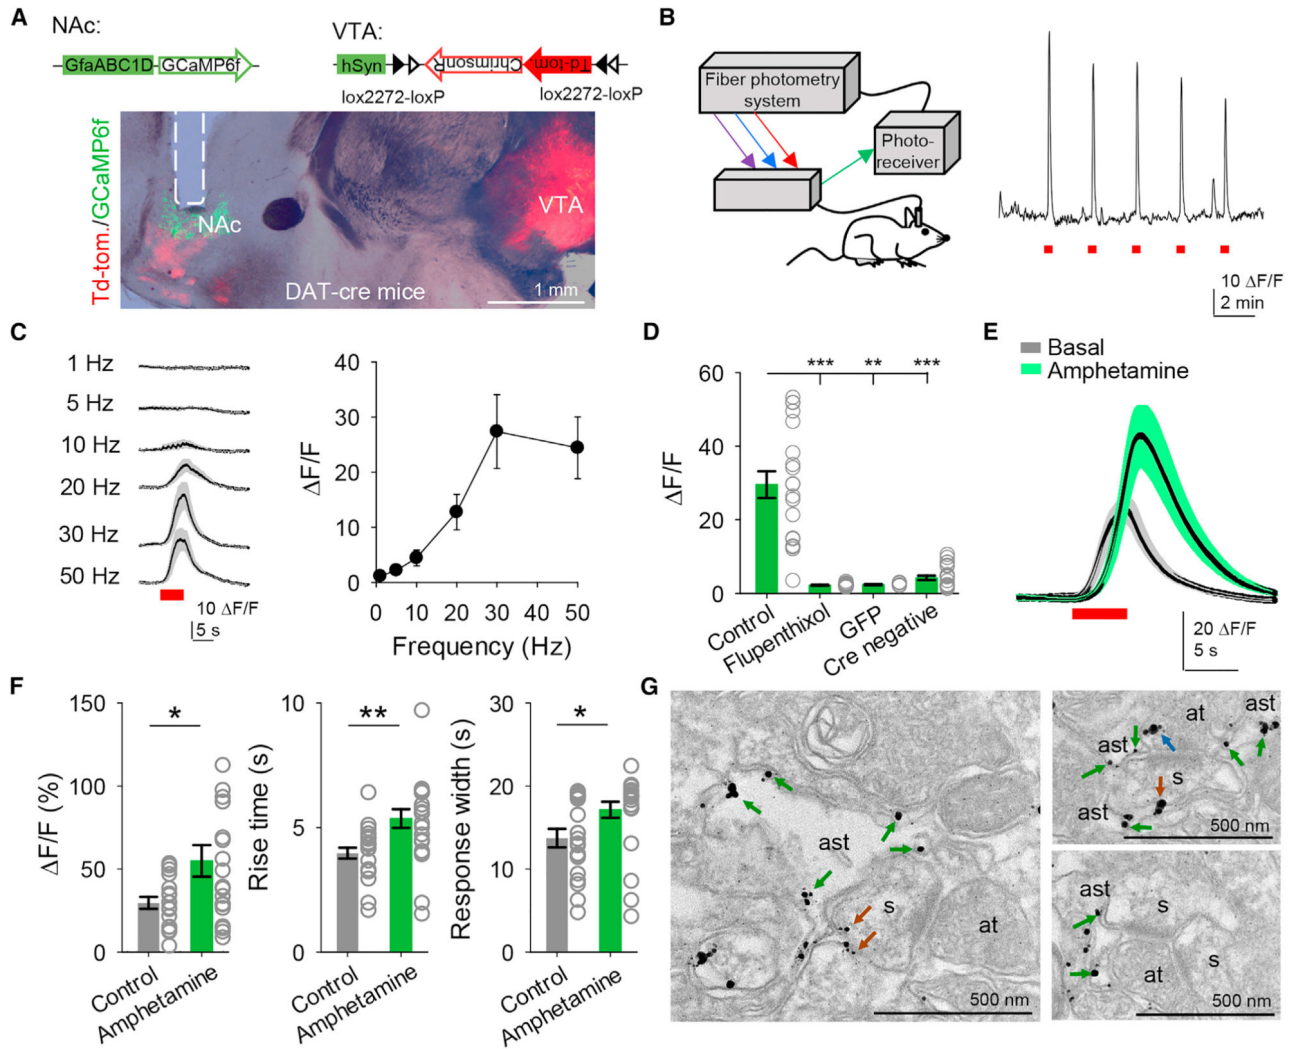 A
NAc:
GfaABC1D GCaMP6f
VTA:
hSyn
ChrimsonR
Td-tom
lox2272-loxP
lox2272-loxP
Td-tom./GCaMP6f
NAc
VTA
DAT-cre mice
1 mm
B
Fiber photometry
system
Photo-
receiver
10 ΔF/F
2 min
C
1 Hz
5 Hz
10 Hz
20 Hz
30 Hz
50 Hz
10 ΔF/F
5 s
ΔF/F
40
30
20
10
0
0 10 20 30 40 50
Frequency (Hz)
D
*** ** ***
ΔF/F
60
40
20
0
Control
Flupenthixol
GFP
Cre negative
E
Basal
Amphetamine
20 ΔF/F
5 s
F
ΔF/F (%)
150
100
50
0
*
Control
Amphetamine
Rise time (s)
10
5
0
**
Control
Amphetamine
Response width (s)
30
20
10
0
*
Control
Amphetamine
G
ast
s
at
500 nm
at
ast
ast
s
ast
500 nm
ast
s
at
s
500 nm